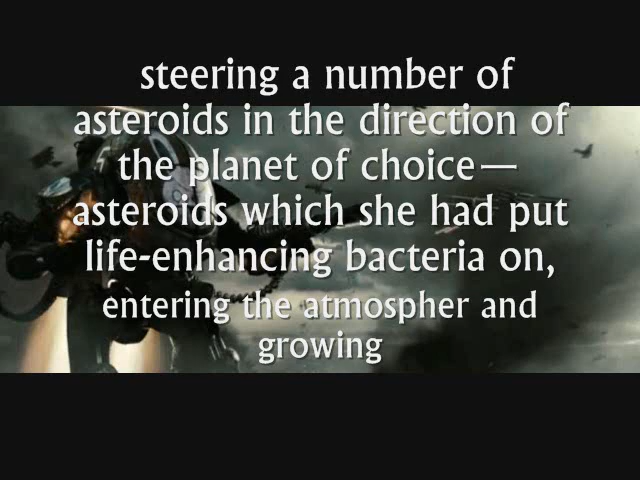 steering a number of
asteroids in the direction of
the planet of choice—
asteroids which she had put
life-enhancing bacteria on,
entering the atmospher and
growing